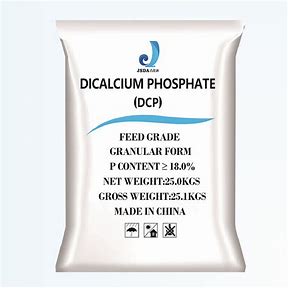 JSDA
DICALCIUM PHOSPHATE
(DCP)
FEED GRADE
GRANULAR FORM
P CONTENT ≥ 18.0%
NET WEIGHT:25.0KGS
GROSS WEIGHT:25.1KGS
MADE IN CHINA